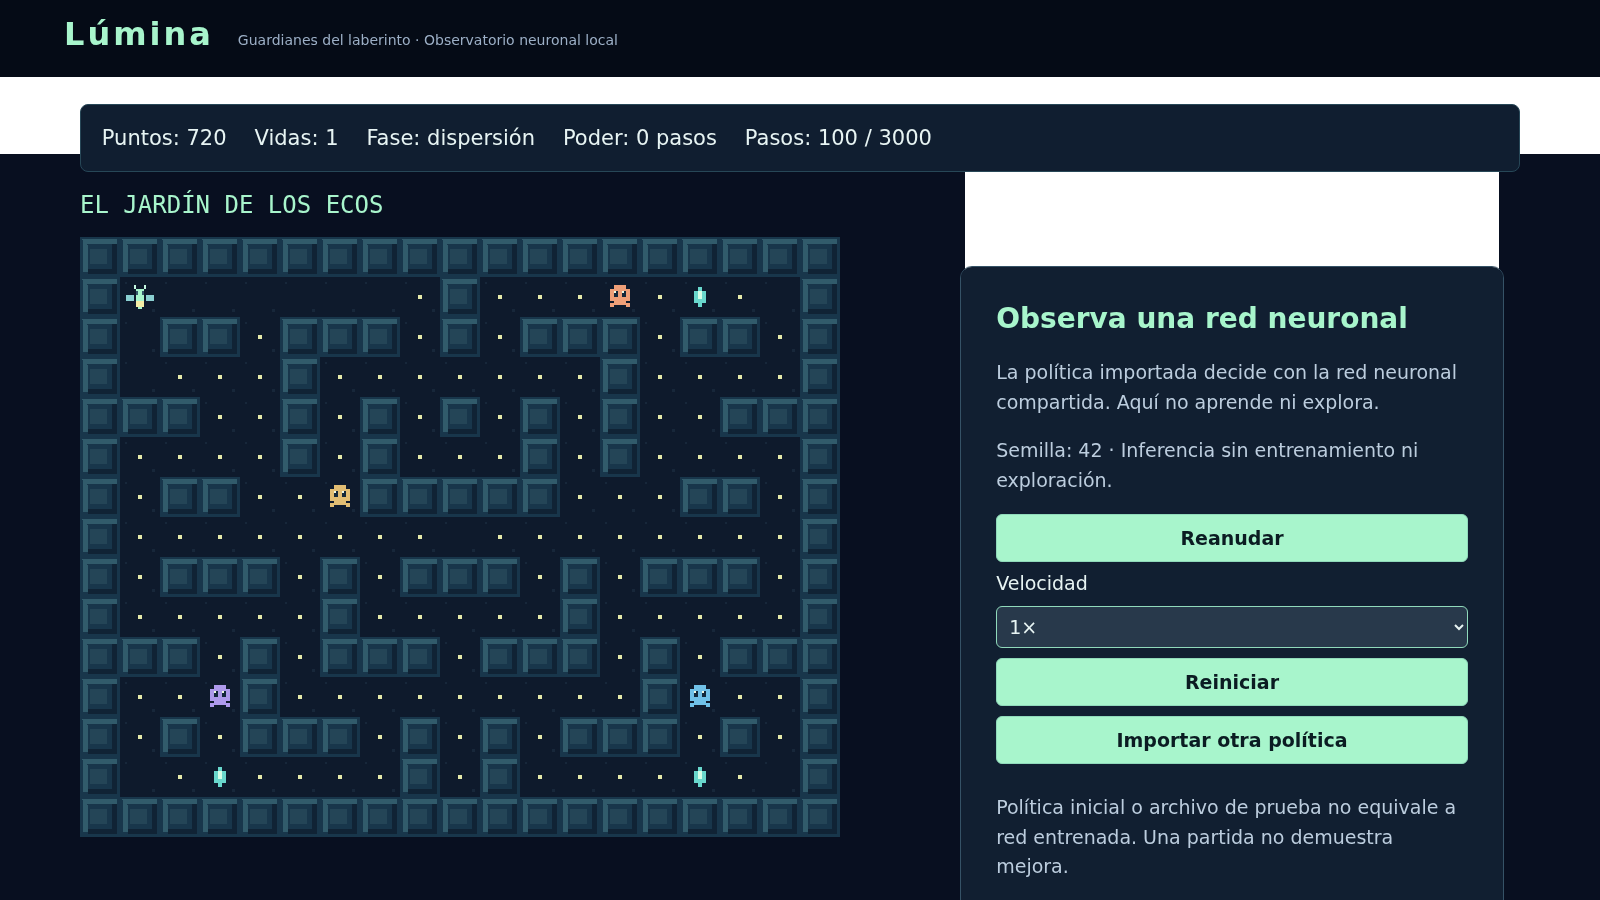 Lúmina
Guardianes del laberinto · Observatorio neuronal local
Puntos: 720 Vidas: 1 Fase: dispersión Poder: 0 pasos Pasos: 100 / 3000
EL JARDÍN DE LOS ECOS
Observa una red neuronal
La política importada decide con la red neuronal
compartida. Aquí no aprende ni explora.
Semilla: 42 · Inferencia sin entrenamiento ni
exploración.
Reanudar
Velocidad
1×
Reiniciar
Importar otra política
Política inicial o archivo de prueba no equivale a
red entrenada. Una partida no demuestra
mejora.